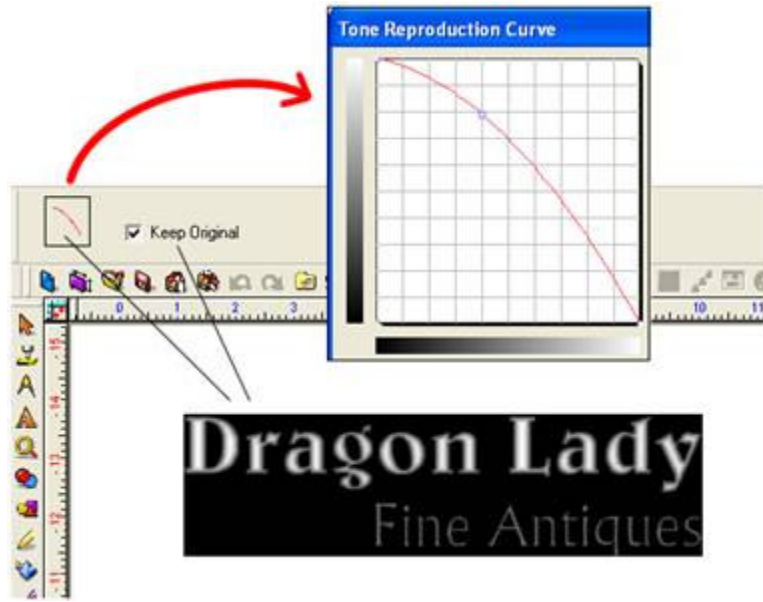 Tone Reproduction Curve
Keep Original
0 1 2 3 10 11
15
14
13
12
11
Dragon Lady
Fine Antiques